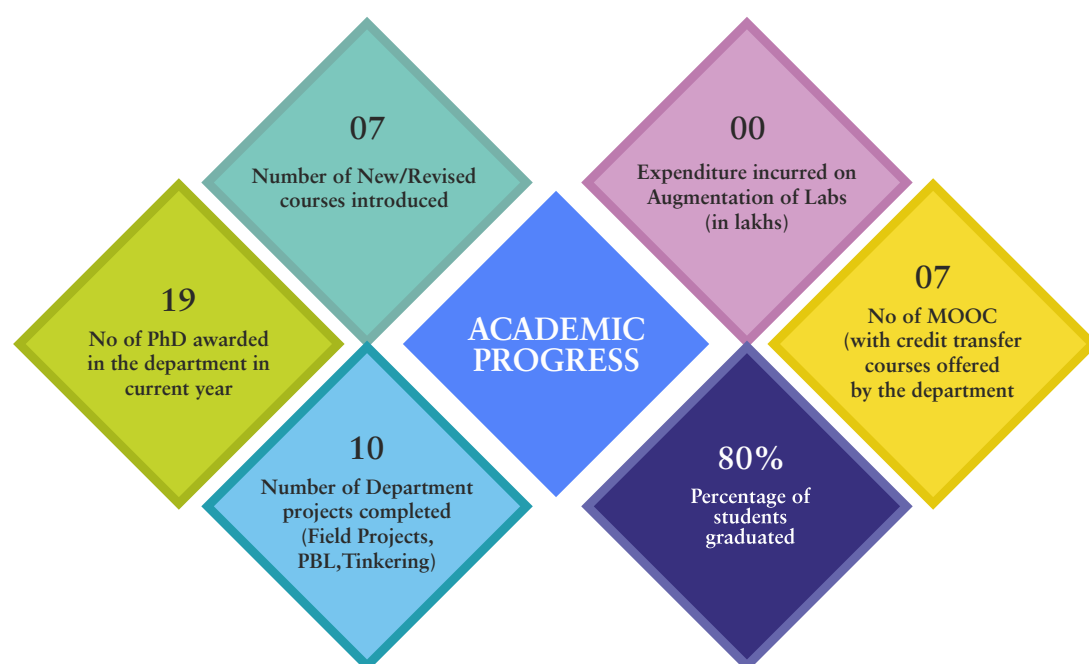 07
Number of New/Revised
courses introduced
00
Expenditure incurred on
Augmentation of Labs
(in lakhs)
19
No of PhD awarded
in the department in
current year
ACADEMIC
PROGRESS
07
No of MOOC
(with credit transfer
courses offered
by the department
10
Number of Department
projects completed
(Field Projects,
PBL,Tinkering)
80%
Percentage of
students
graduated